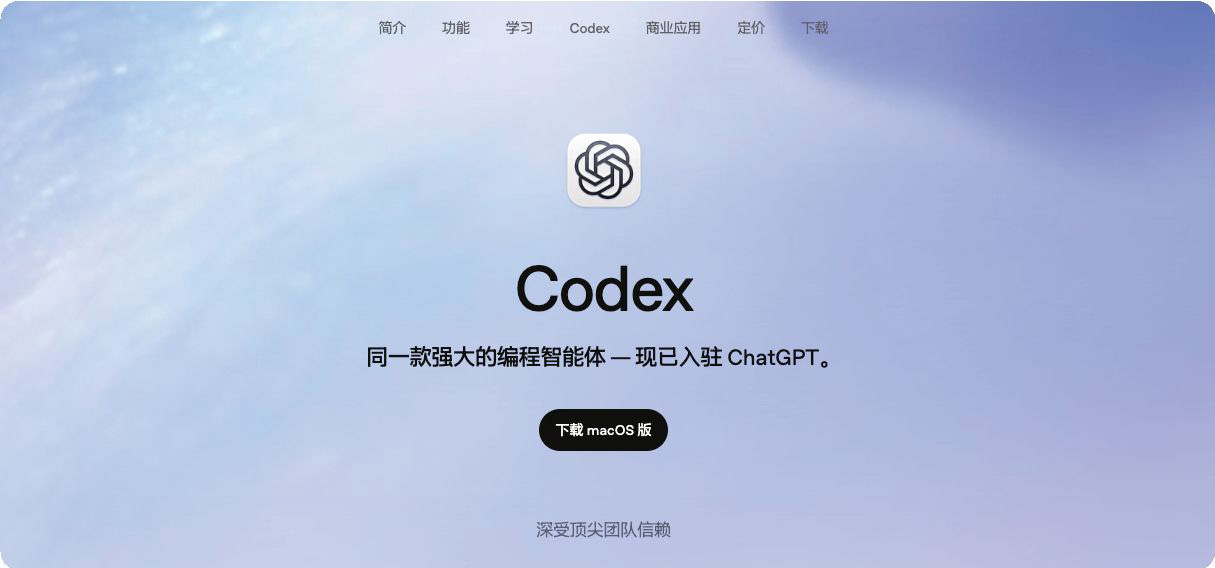 简介 功能 学习 Codex 商业应用 定价 下载
Codex
同一款强大的编程智能体 — 现已入驻 ChatGPT。
下载 macOS 版
深受顶尖团队信赖